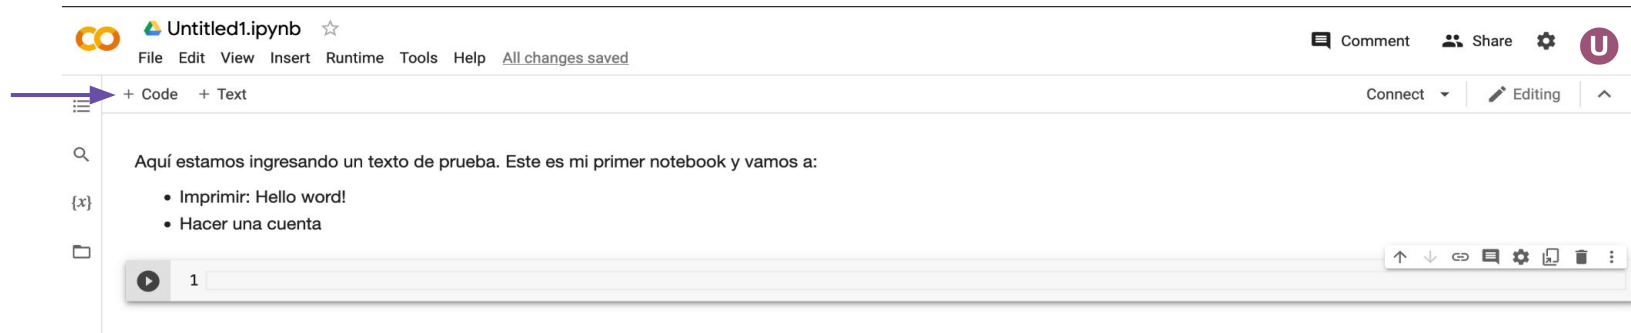 Untitled1.ipynb
File Edit View Insert Runtime Tools Help All changes saved
Comment Share U
+ Code + Text
Connect Editing
Aquí estamos ingresando un texto de prueba. Este es mi primer notebook y vamos a:
• Imprimir: Hello word!
• Hacer una cuenta
{x}
1